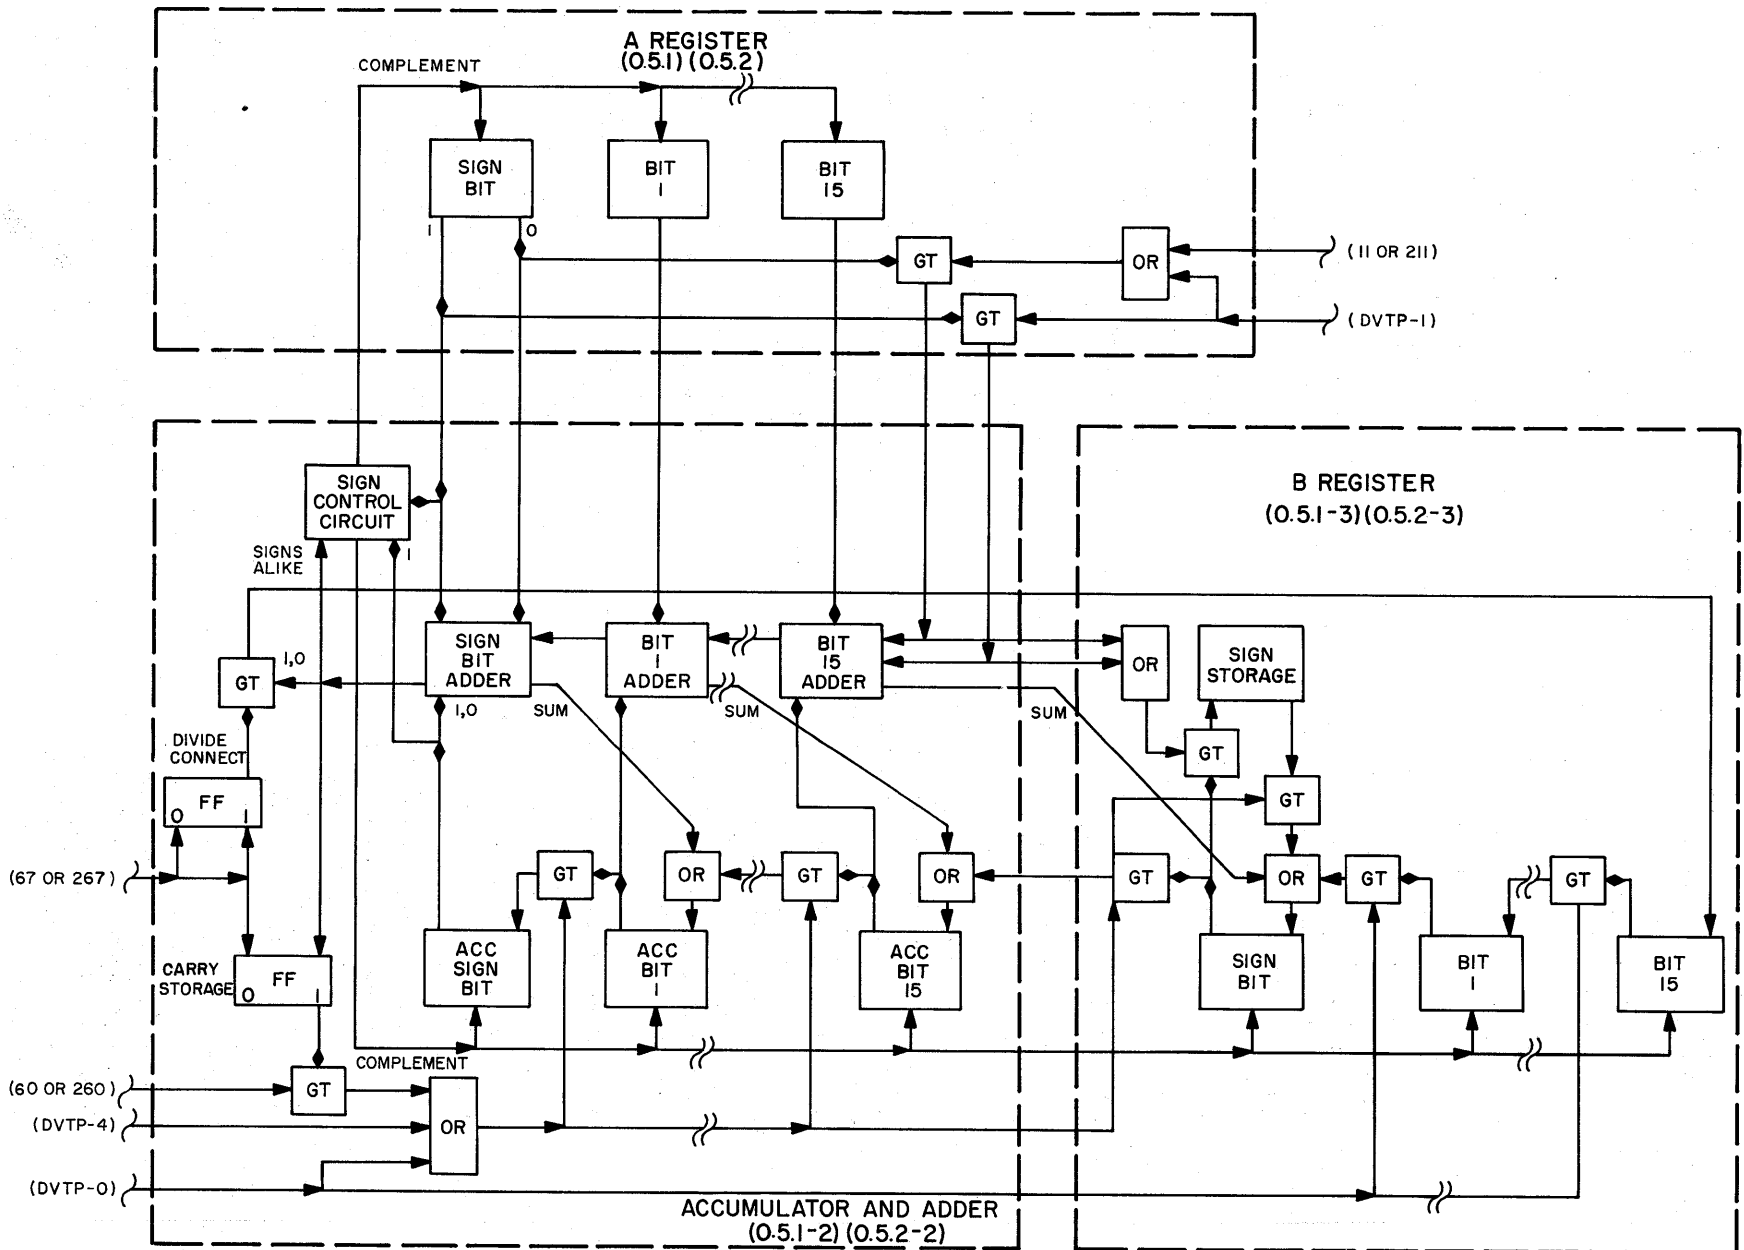 A REGISTER
(0.5.1) (0.5.2)
COMPLEMENT
SIGN
BIT
BIT
1
BIT
15
1
0
GT
OR
(11 OR 211)
GT
(DVTP-1)
SIGN
CONTROL
CIRCUIT
B REGISTER
(0.5.1-3) (0.5.2-3)
SIGNS
ALIKE
1
SIGN
BIT
ADDER
BIT
1
ADDER
BIT
15
ADDER
OR
SIGN
STORAGE
1,0
GT
1,0
SUM
SUM
SUM
GT
DIVIDE
CONNECT
FF
0
1
GT
(67 OR 267)
GT
OR
GT
OR
GT
OR
GT
GT
ACC
SIGN
BIT
ACC
BIT
1
ACC
BIT
15
SIGN
BIT
BIT
1
BIT
15
CARRY
STORAGE
FF
0
1
COMPLEMENT
(60 OR 260)
GT
(DVTP-4)
OR
(DVTP-0)
ACCUMULATOR AND ADDER
(0.5.1-2) (0.5.2-2)